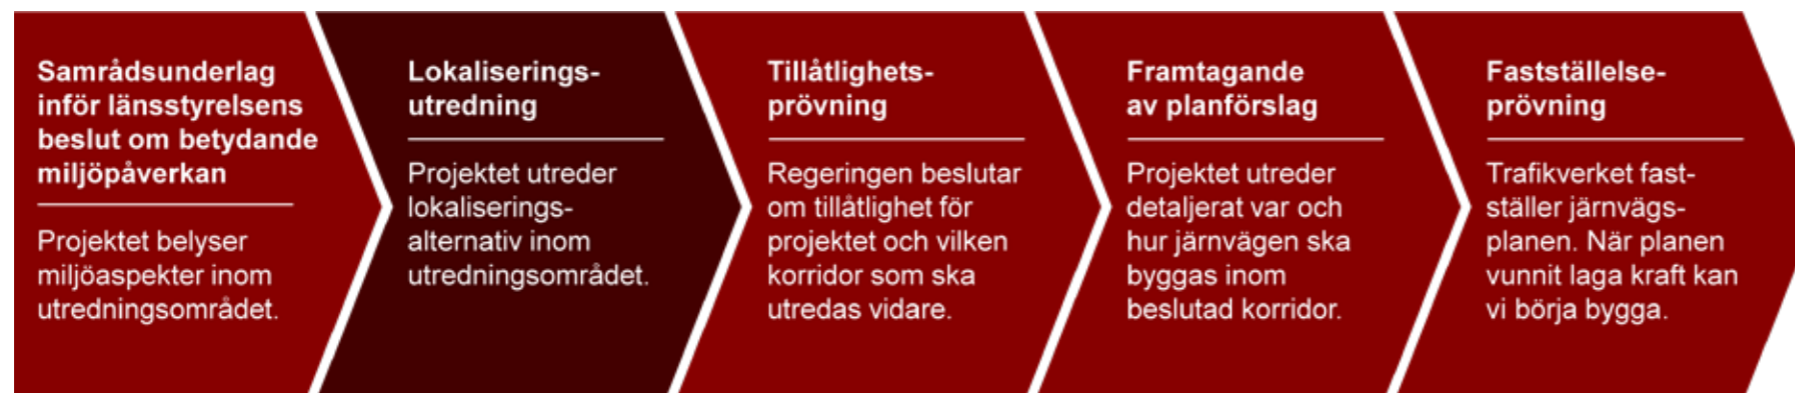 Samrådsunderlag
inför länsstyrelsens
beslut om betydande
miljöpåverkan
Projektet belyser
miljöaspekter inom
utredningsområdet.
Lokaliserings-
utredning
Projektet utreder
lokaliserings-
alternativ inom
utredningsområdet.
Tillåtlighets-
prövning
Regeringen beslutar
om tillåtlighet för
projektet och vilken
korridor som ska
utredas vidare.
Framtagande
av planförslag
Projektet utreder
detaljerat var och
hur järnvägen ska
byggas inom
beslutad korridor.
Fastställelse-
prövning
Trafikverket fast-
ställer järnvägs-
planen. När planen
vunnit laga kraft kan
vi börja bygga.